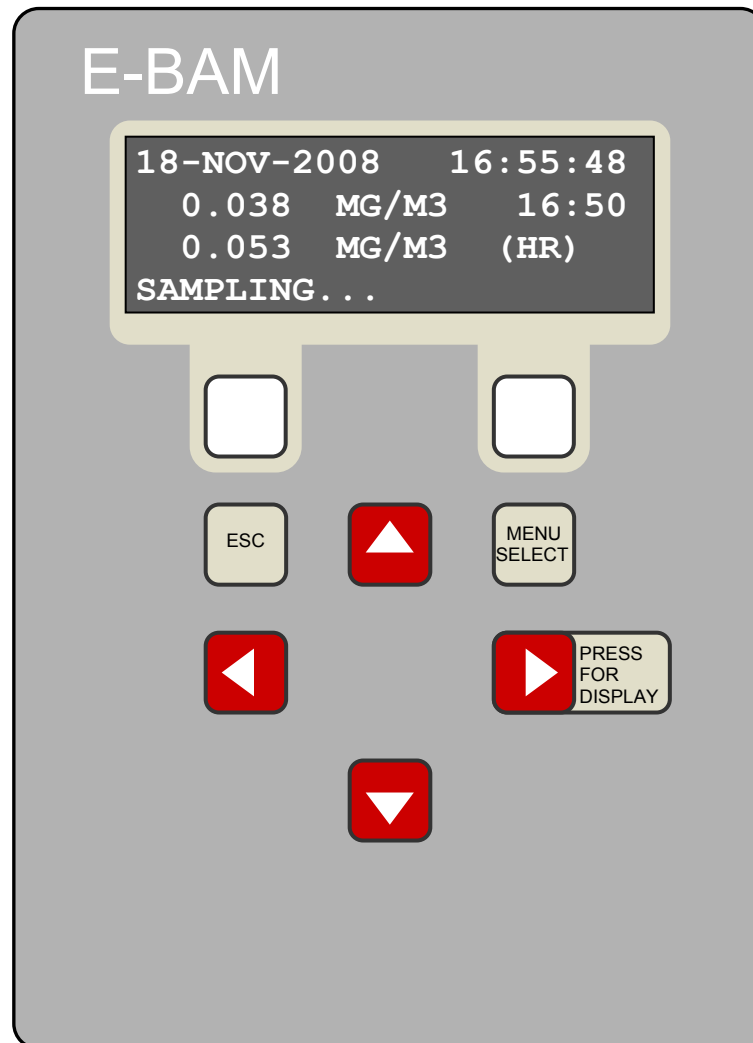 E-BAM
18-NOV-2008 16:55:48
0.038 MG/M3 16:50
0.053 MG/M3 (HR)
SAMPLING...
ESC
MENU
SELECT
PRESS
FOR
DISPLAY